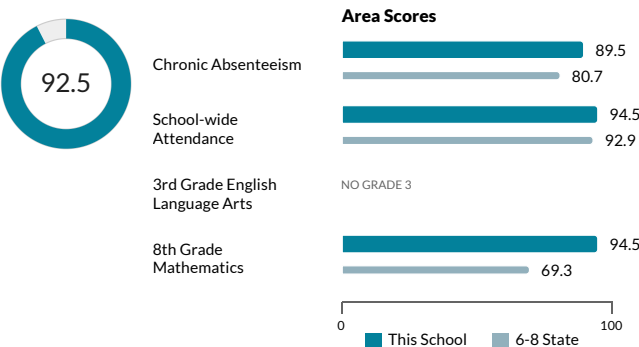 92.5
Area Scores
Chronic Absenteeism
89.5
80.7
School-wide
Attendance
94.5
92.9
3rd Grade English
Language Arts
NO GRADE 3
8th Grade
Mathematics
94.5
69.3
0
100
This School
6-8 State